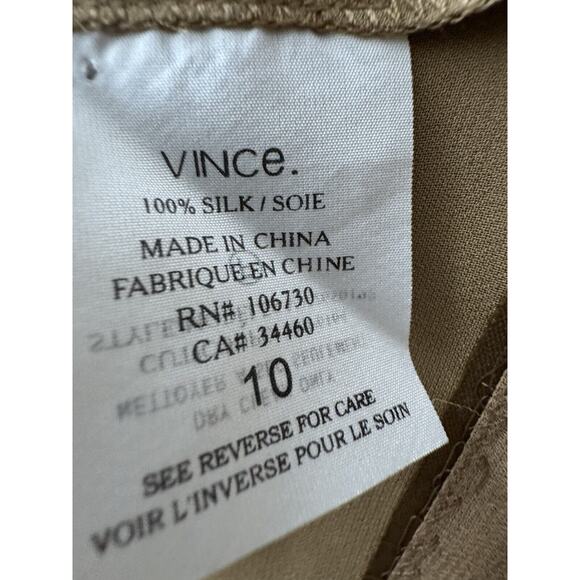 VINCe.
100% SILK / SOIE
MADE IN CHINA
FABRIQUE EN CHINE
RN# 106730
CA# 34460
10
SEE REVERSE FOR CARE
VOIR L'INVERSE POUR LE SOIN